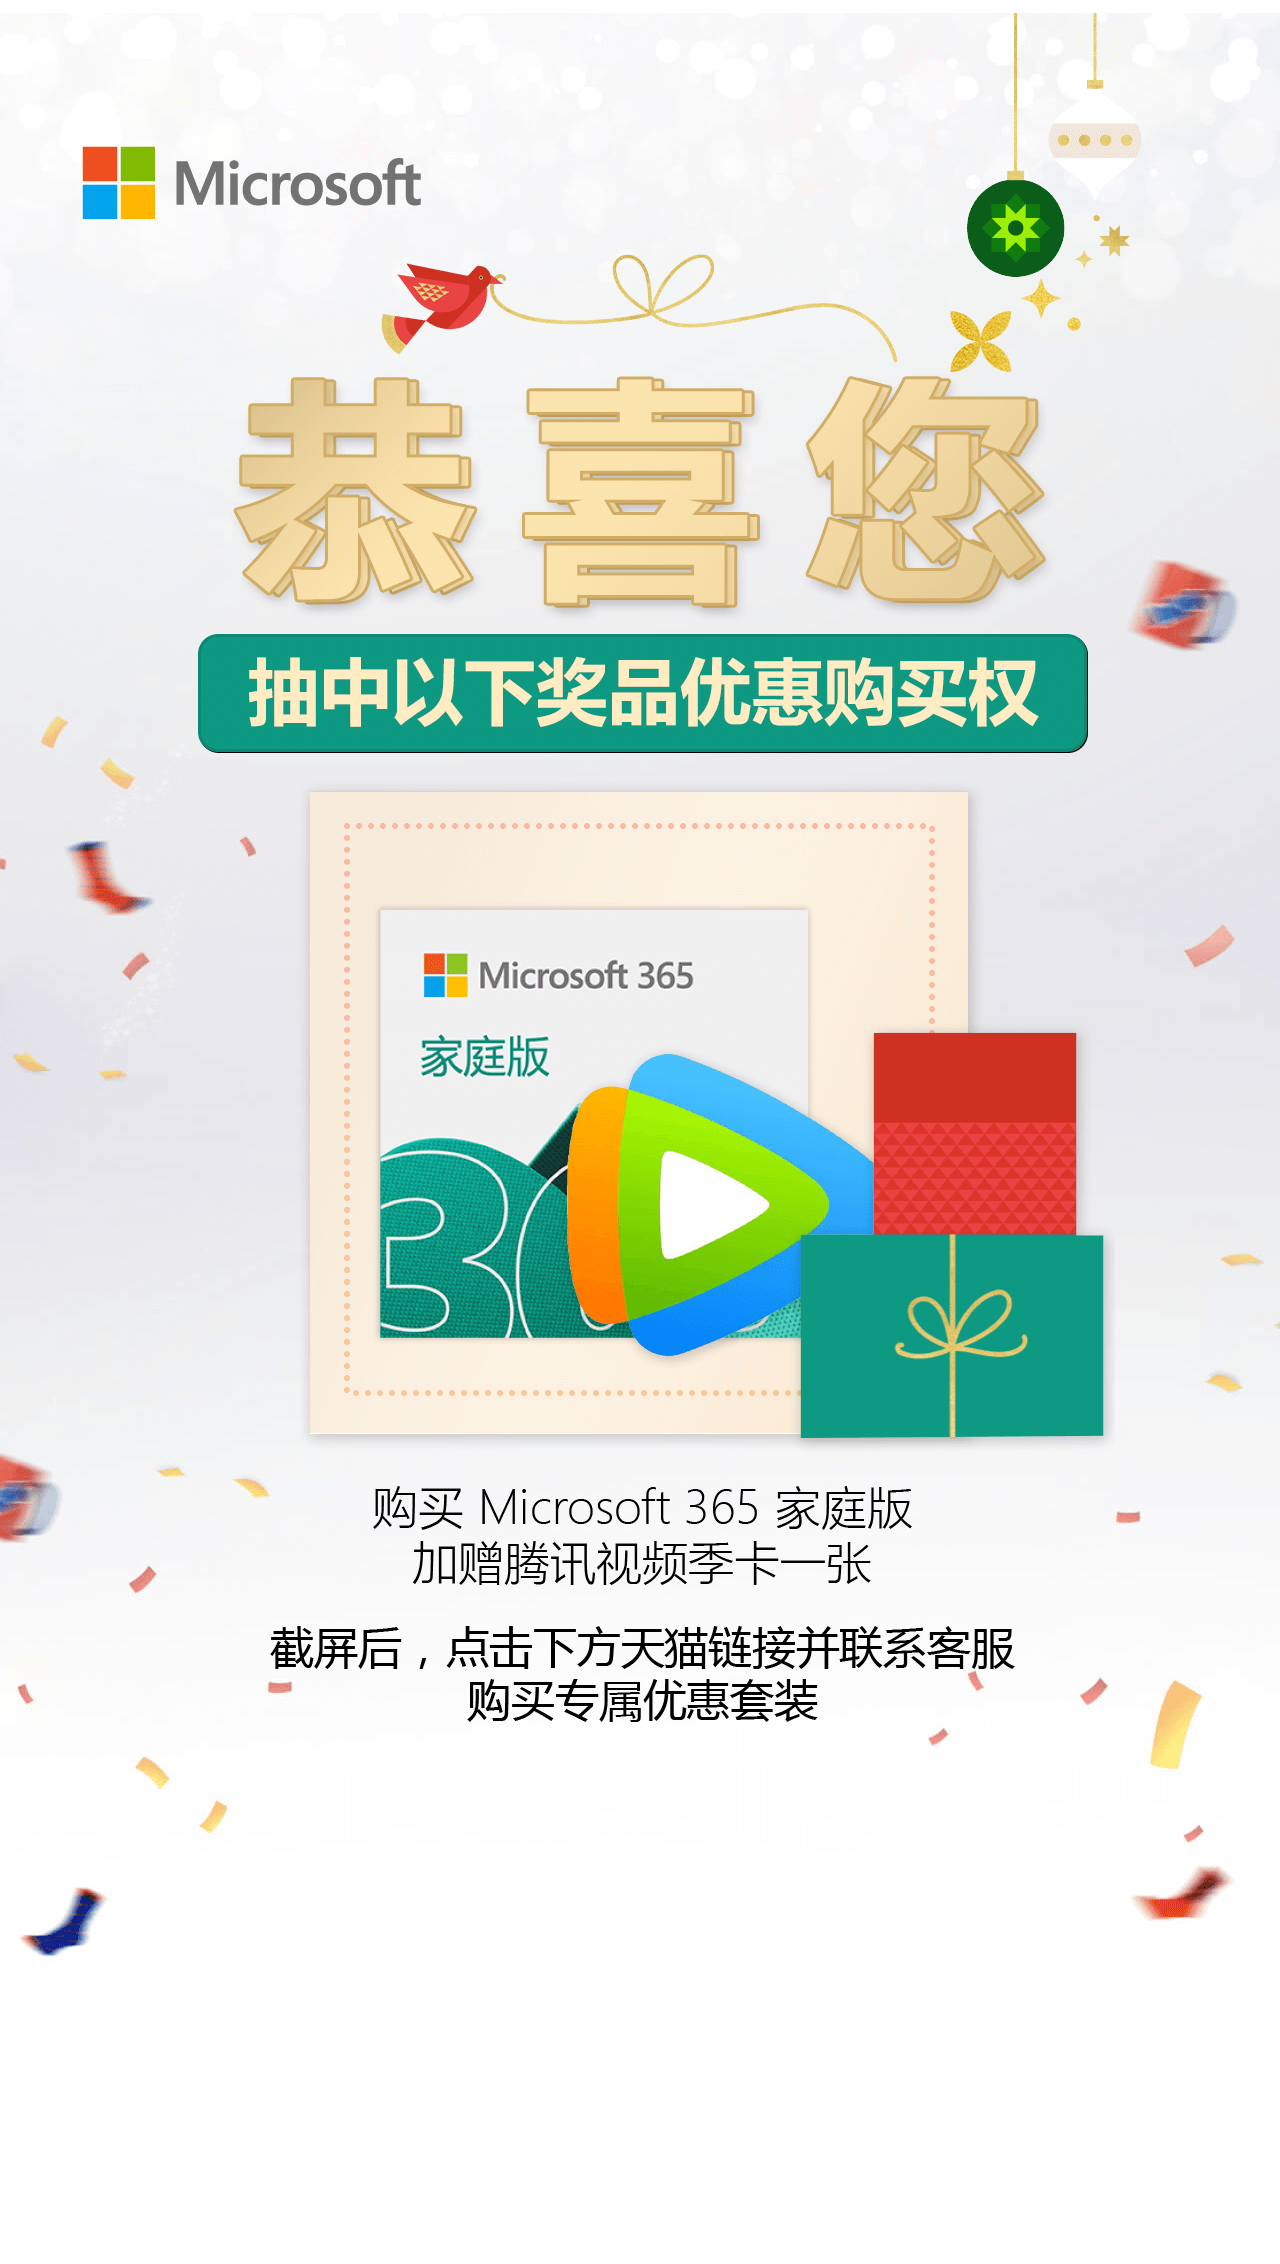 Microsoft
恭喜您
抽中以下奖品优惠购买权
Microsoft 365
家庭版
购买 Microsoft 365 家庭版
加赠腾讯视频季卡一张
截屏后，点击下方天猫链接并联系客服
购买专属优惠套装